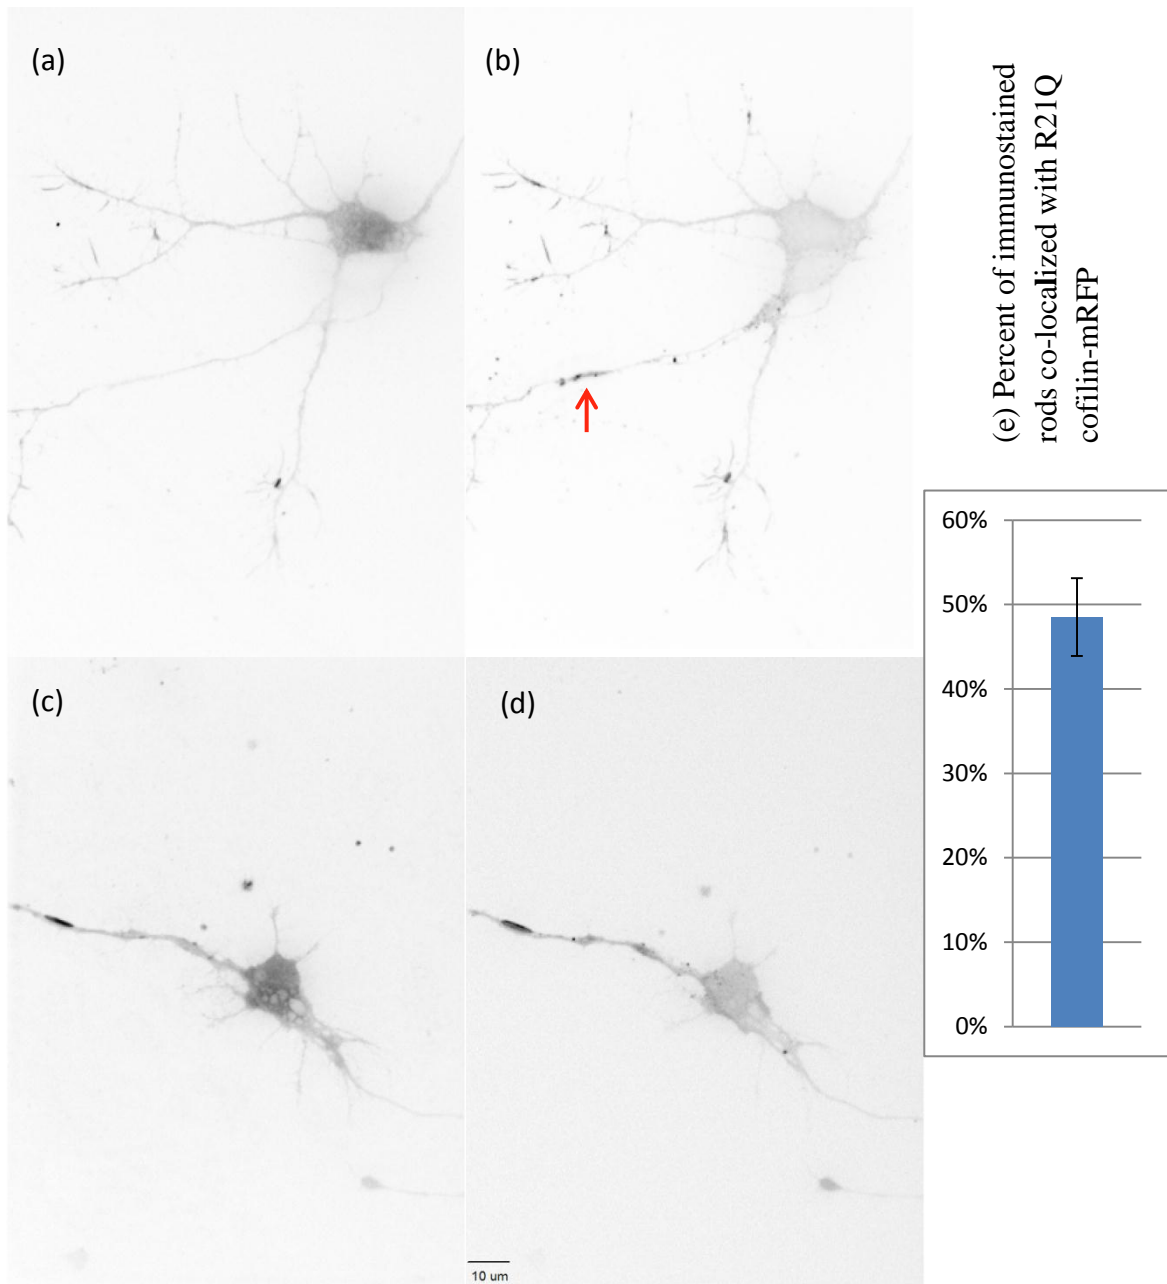 (a)
(b)
(c)
(d)
10 um
(e) Percent of immunostained
rods co-localized with R21Q
cofilin-mRFP
60%
50%
40%
30%
20%
10%
0%